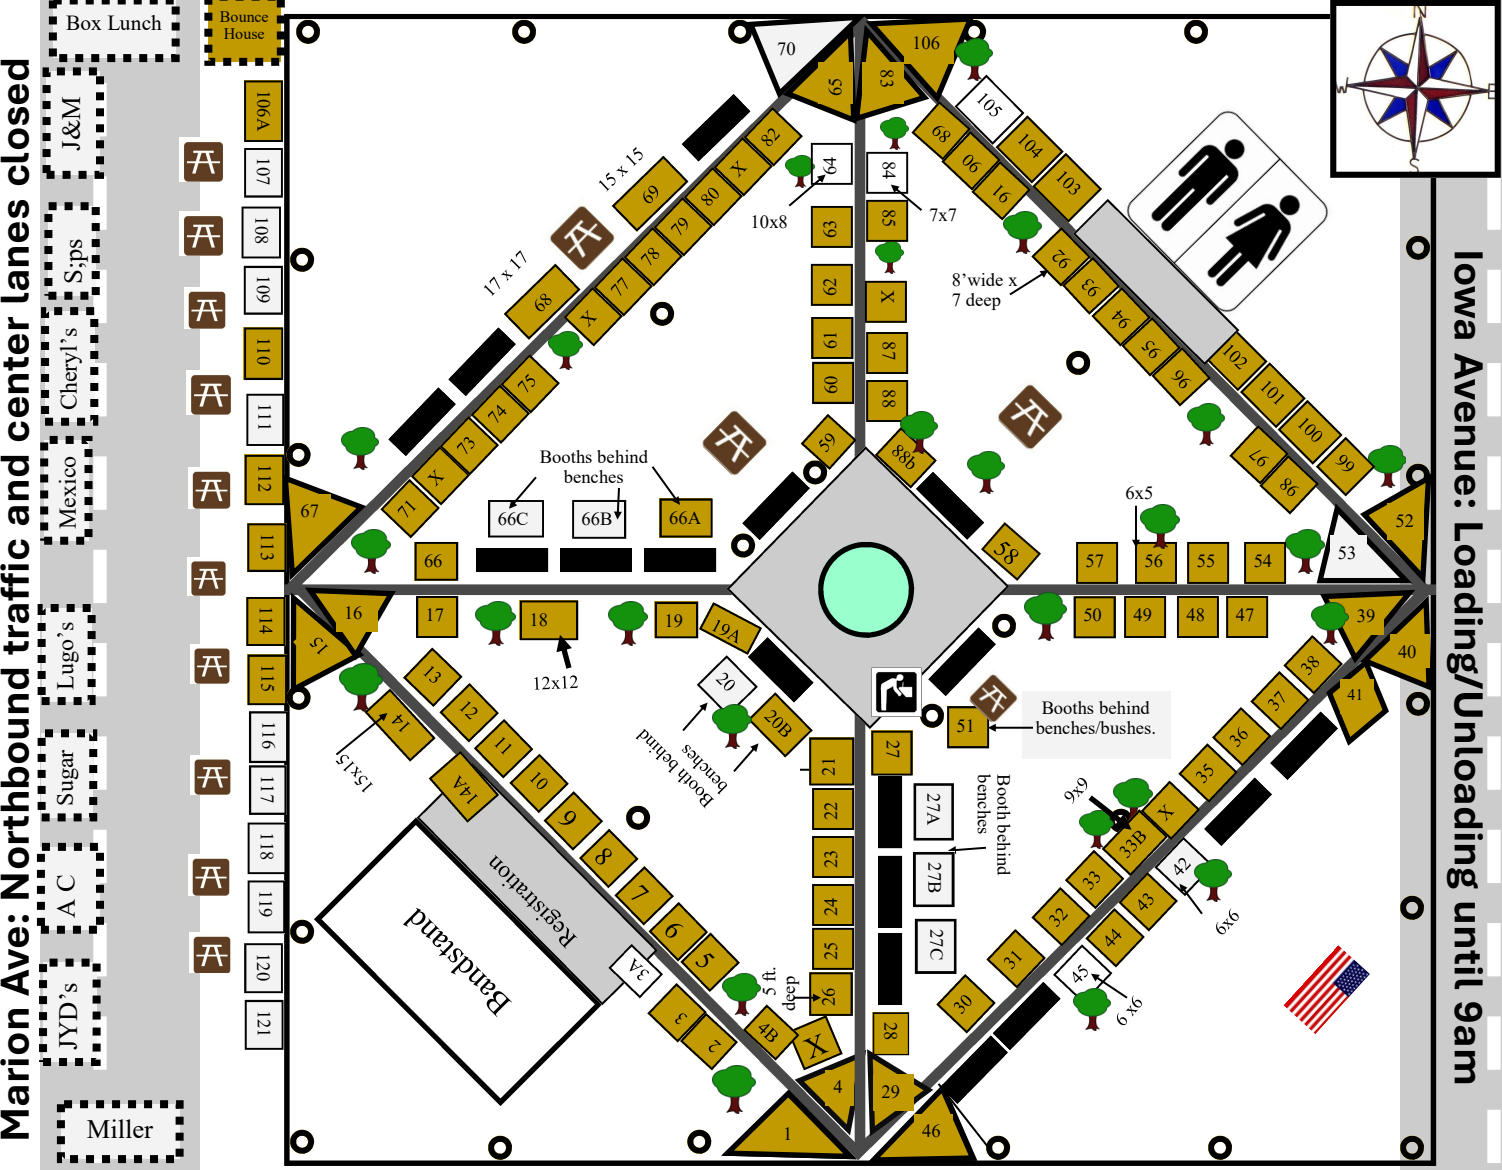 Marion Ave: Northbound traffic and center lanes closed
Box Lunch
J&M
S;ps
Cheryl's
Mexico
Lugo's
Sugar
A C
JYD's
Miller
Bounce
House
106A
107
108
109
110
111
112
113
114
115
116
117
118
119
120
121
N
W
E
S
70
65
83
106
105
104
103
82
X
80
79
78
77
X
75
74
73
X
71
69
68
15 x 15
17 x 17
67
64
63
62
61
60
59
10x8
84
85
X
87
88
88b
7x7
89
90
91
92
93
94
95
96
97
98
8'wide x
7 deep
102
101
100
99
52
53
Booths behind
benches
66C
66B
66A
66
58
57
56
55
54
6x5
16
15
17
18
19
19A
12x12
20
20B
Booth behind
benches
50
49
48
47
39
40
41
38
37
36
35
X
33B
33
32
31
30
9x9
51
Booths behind
benches/bushes.
13
12
11
10
9
8
7
6
5
4B
X
14
14A
15x15
Registration
Bandstand
3A
3
2
21
22
23
24
25
26
5 ft.
deep
27
27A
27B
27C
Booth behind
benches
28
42
43
44
45
6x6
6 x6
4
29
1
46
Iowa Avenue: Loading/Unloading until 9am